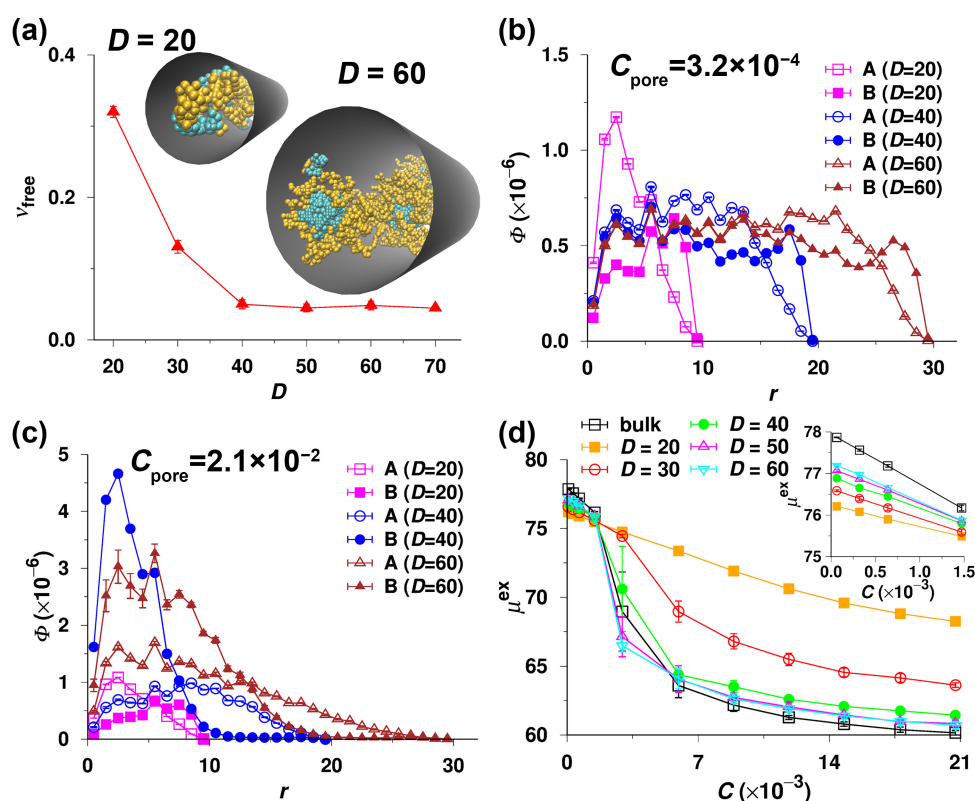 (a)
D = 20
D = 60
0.4
0.2
0.0
ν_free
20 30 40 50 60 70
D
(b)
C_pore=3.2×10⁻⁴
A (D=20)
B (D=20)
A (D=40)
B (D=40)
A (D=60)
B (D=60)
1.5
1.0
0.5
0.0
Φ (×10⁻⁶)
0 10 20 30
r
(c)
C_pore=2.1×10⁻²
A (D=20)
B (D=20)
A (D=40)
B (D=40)
A (D=60)
B (D=60)
5
4
3
2
1
0
Φ (×10⁻⁶)
0 10 20 30
r
(d)
bulk
D = 20
D = 30
D = 40
D = 50
D = 60
80
75
70
65
60
μ^ex
0 7 14 21
C (×10⁻³)
78
77
76
75
μ^ex
0.0 0.5 1.0 1.5
C (×10⁻³)